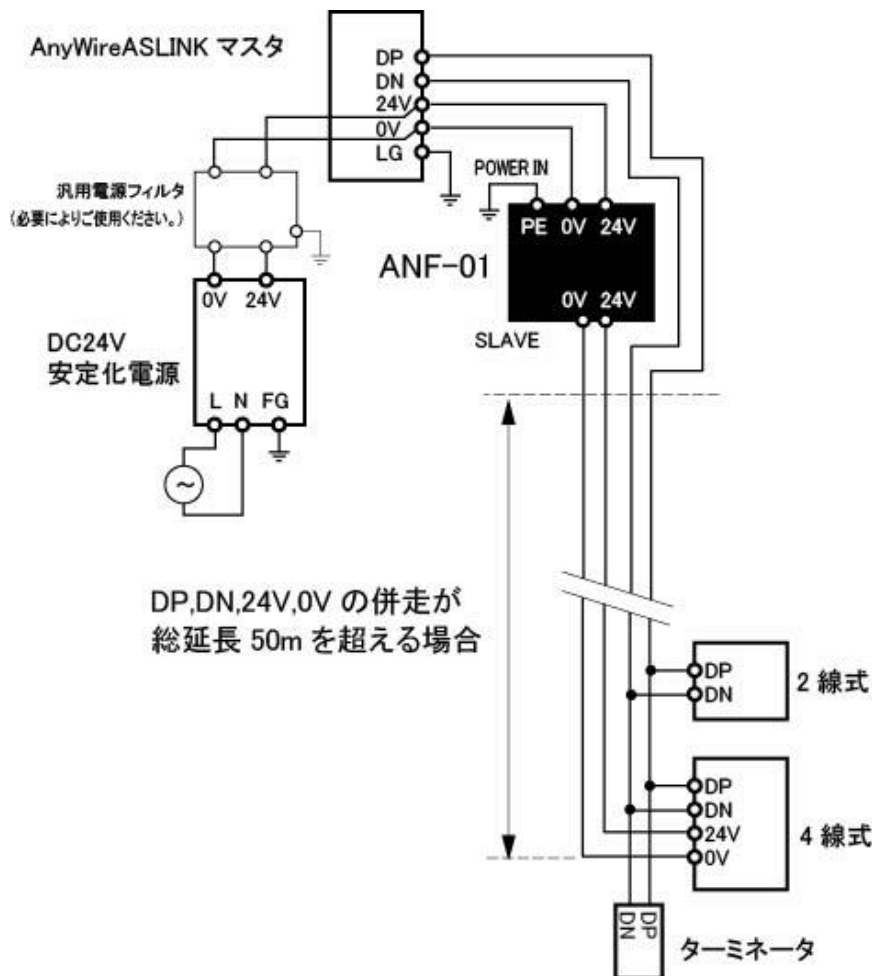 AnyWireASLINK マスタ
DP
DN
24V
0V
LG
汎用電源フィルタ
(必要によりご使用ください。)
POWER IN
PE 0V 24V
ANF-01
0V 24V
SLAVE
0V 24V
DC24V
安定化電源
L N FG
~
DP,DN,24V,0V の併走が
総延長 50m を超える場合
DP
DN
2 線式
DP
DN
24V
0V
4 線式
DN
DP
ターミネータ